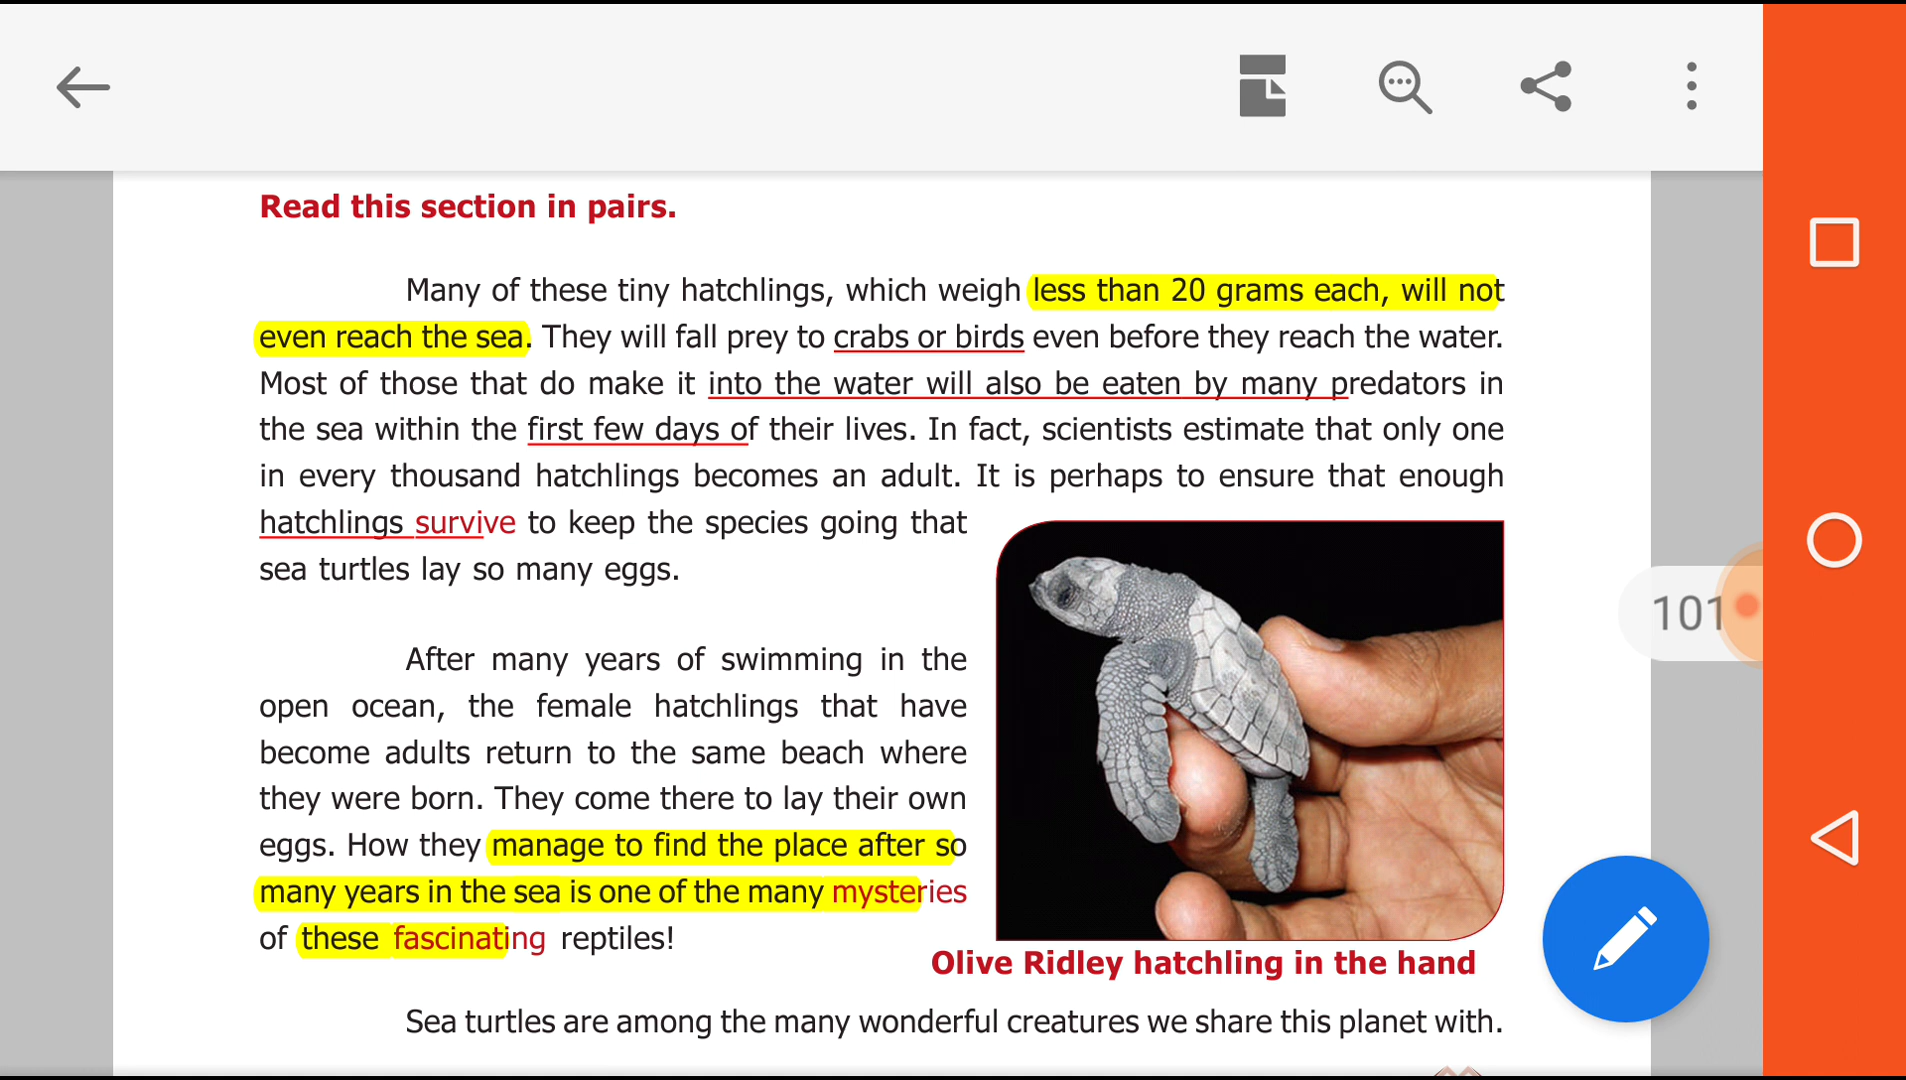 Read this section in pairs.
Many of these tiny hatchlings, which weigh less than 20 grams each, will not
even reach the sea. They will fall prey to crabs or birds even before they reach the water.
Most of those that do make it into the water will also be eaten by many predators in
the sea within the first few days of their lives. In fact, scientists estimate that only one
in every thousand hatchlings becomes an adult. It is perhaps to ensure that enough
hatchlings survive to keep the species going that
sea turtles lay so many eggs.
After many years of swimming in the
open ocean, the female hatchlings that have
become adults return to the same beach where
they were born. They come there to lay their own
eggs. How they manage to find the place after so
many years in the sea is one of the many mysteries
of these fascinating reptiles!
Olive Ridley hatchling in the hand
Sea turtles are among the many wonderful creatures we share this planet with.
101